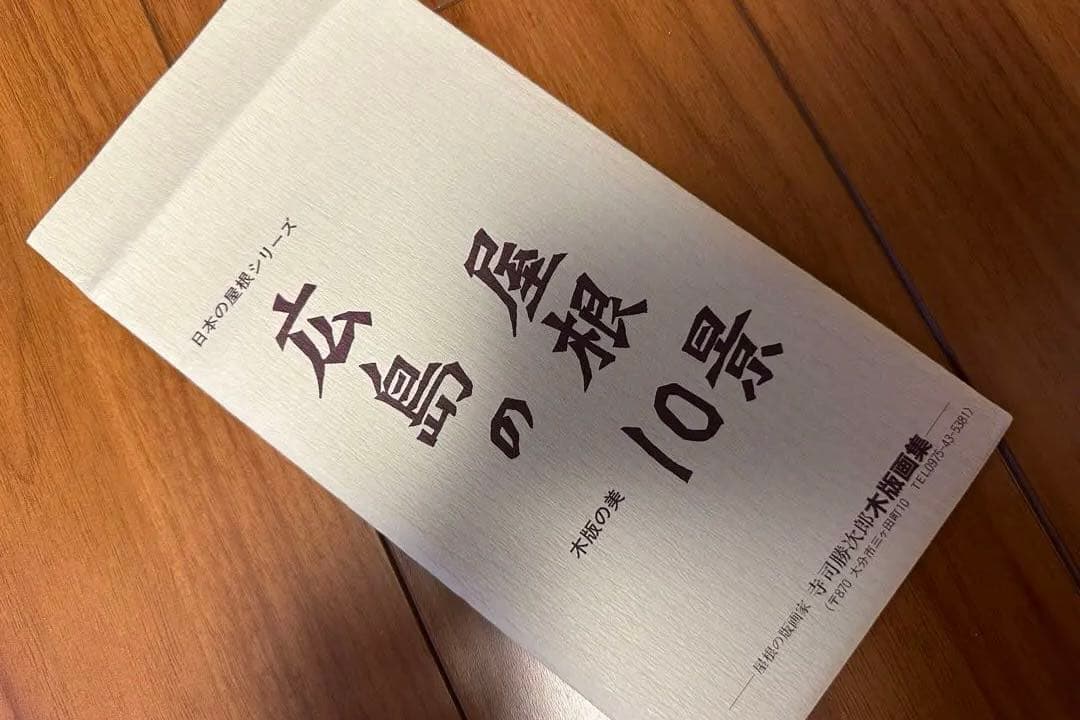 日本の屋根シリーズ
広島の
屋根
10景
木版の美
―屋根の版画家 寺司勝次郎木版画集―
(〒870 大分市三ヶ田町10 TEL0975-43-5381)